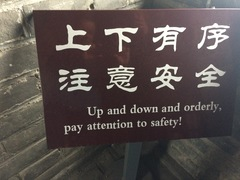 上下有序
注意安全
Up and down and orderly,
pay attention to safety!